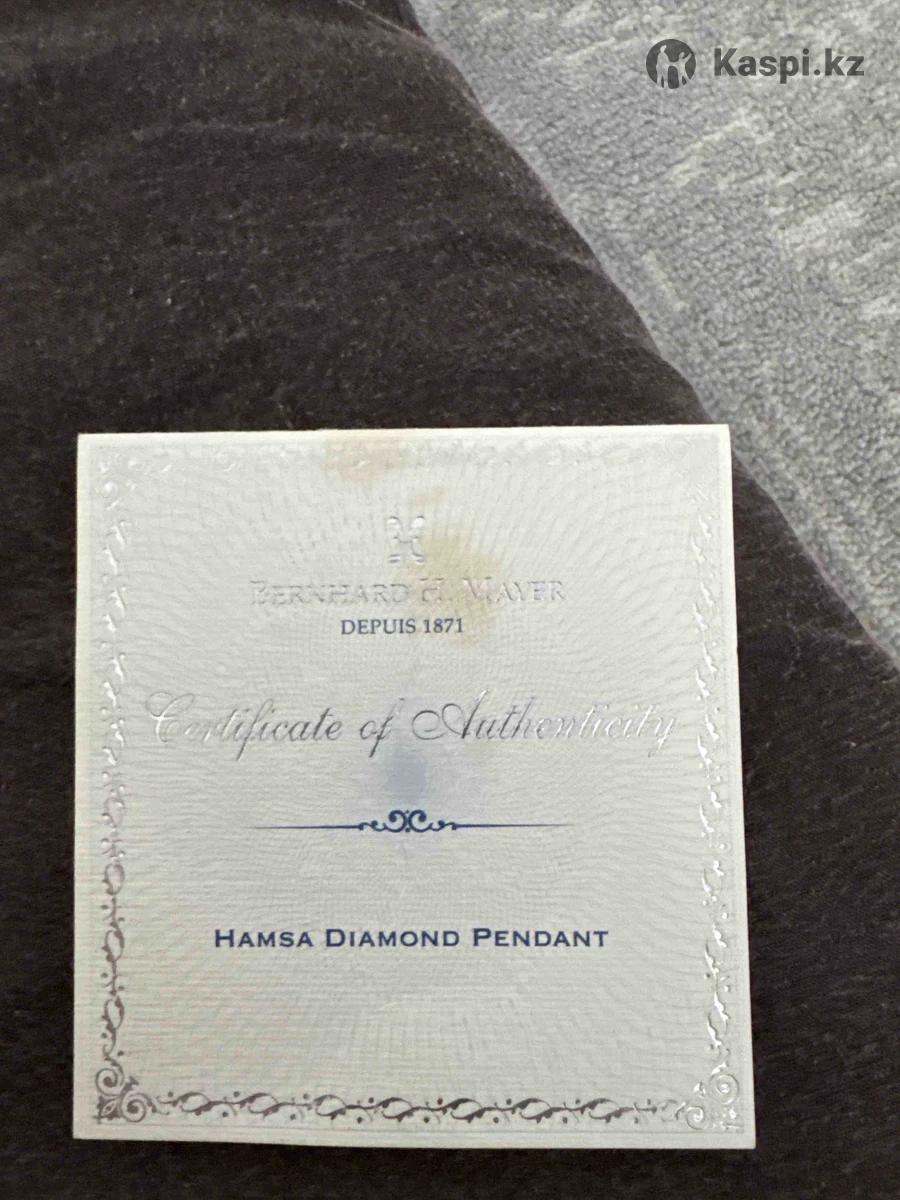 Kaspi.kz
BERNHARD H. MAYER
DEPUIS 1871
Certificate of Authenticity
HAMSA DIAMOND PENDANT